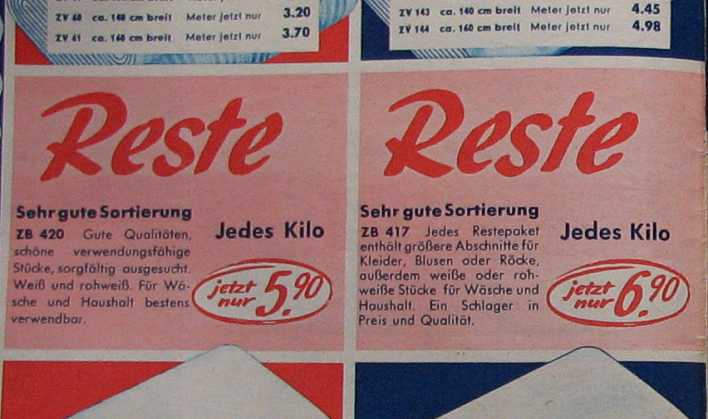 ZV 60 ca. 140 cm breit Meter jetzt nur 3.20
ZV 61 ca. 160 cm breit Meter jetzt nur 3.70
ZV 143 ca. 140 cm breit Meter jetzt nur 4.45
ZV 144 ca. 160 cm breit Meter jetzt nur 4.98
Reste
Sehr gute Sortierung
ZB 420 Gute Qualitäten,
schöne verwendungsfähige
Stücke, sorgfältig ausgesucht.
Weiß und rohweiß. Für Wä-
sche und Haushalt bestens
verwendbar.
Jedes Kilo
jetzt
nur 5.90
Reste
Sehr gute Sortierung
ZB 417 Jedes Restepaket
enthält größere Abschnitte für
Kleider, Blusen oder Röcke,
außerdem weiße oder roh-
weiße Stücke für Wäsche und
Haushalt. Ein Schlager in
Preis und Qualität.
Jedes Kilo
jetzt
nur 6.90